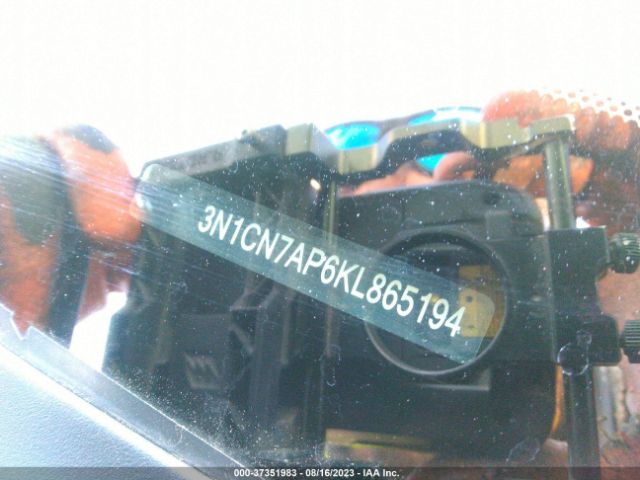 3N1CN7AP6KL865194
000-37351983 - 08/16/2023 - IAA Inc.